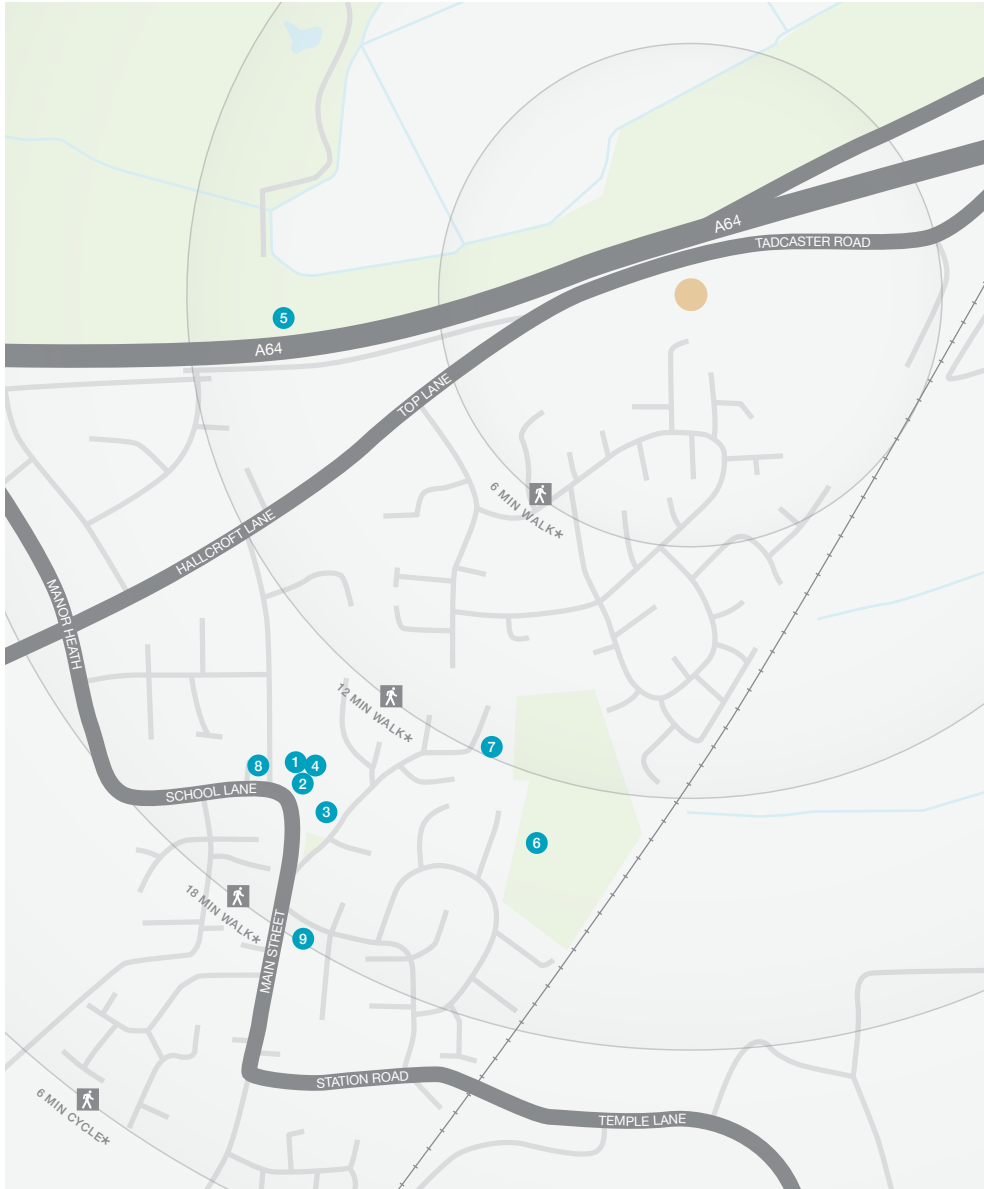 A64
TADCASTER ROAD
5
A64
TOP LANE
6 MIN WALK*
HALLCROFT LANE
MANOR HEATH
12 MIN WALK*
7
8
1
4
2
SCHOOL LANE
3
6
18 MIN WALK*
MAIN STREET
9
STATION ROAD
6 MIN CYCLE*
TEMPLE LANE